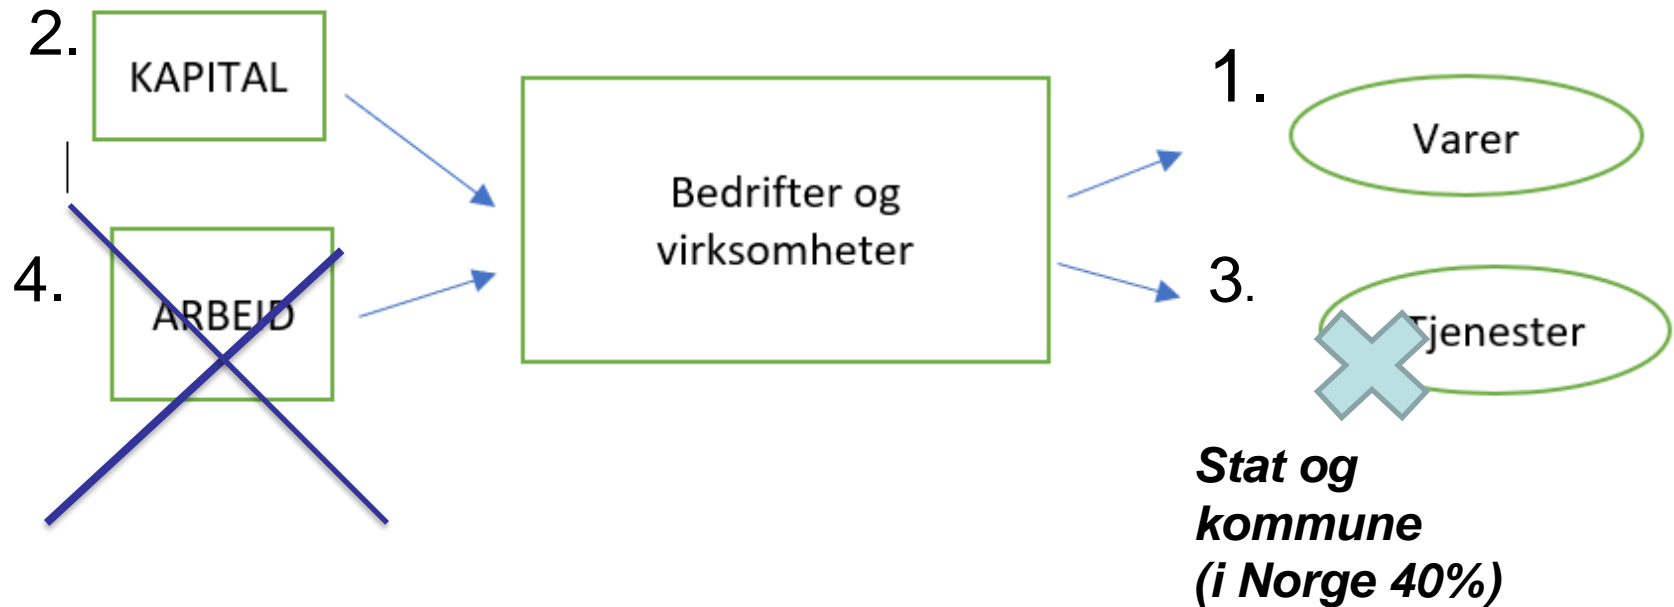 2.
KAPITAL
4.
ARBEID
Bedrifter og
virksomheter
1.
Varer
3.
Tjenester
Stat og
kommune
(i Norge 40%)